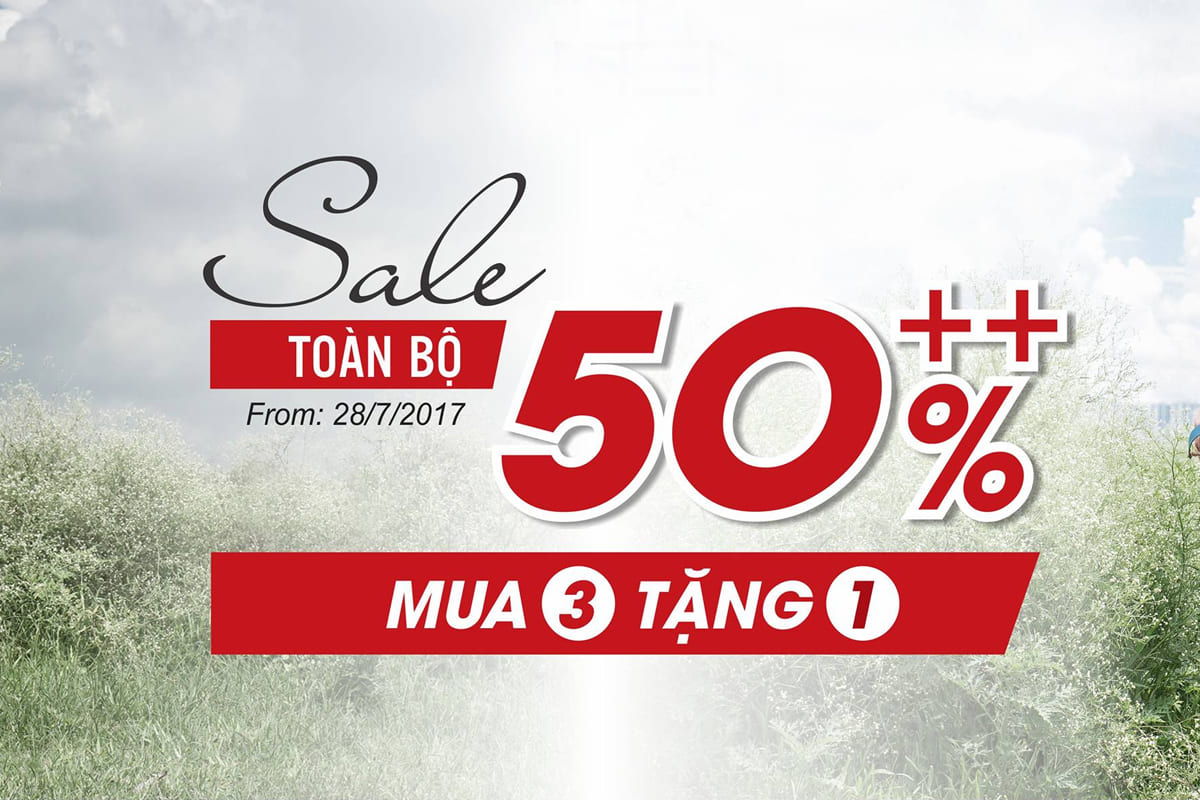 Sale
TOÀN BỘ
From: 28/7/2017
50++%
MUA 3 TẶNG 1